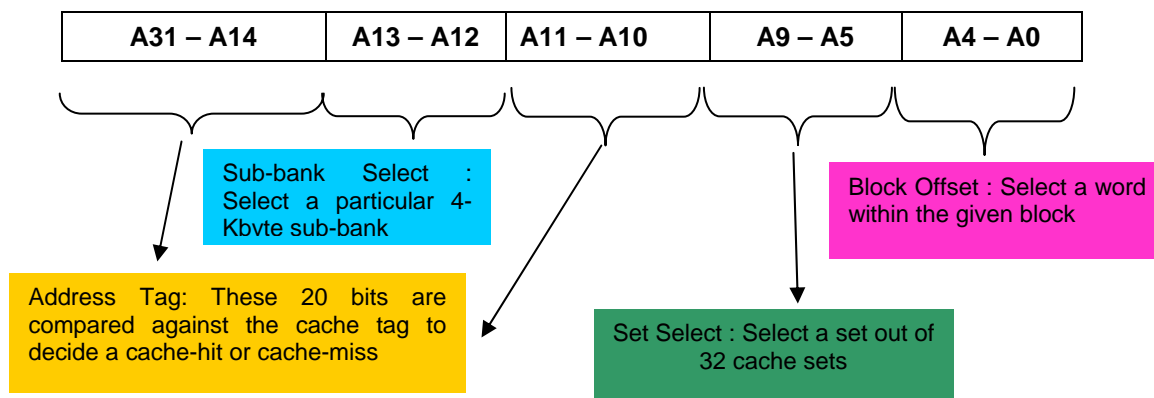 A31 – A14 A13 – A12 A11 – A10 A9 – A5 A4 – A0
Sub-bank Select :
Select a particular 4-
Kbvte sub-bank
Block Offset : Select a word
within the given block
Address Tag: These 20 bits are
compared against the cache tag to
decide a cache-hit or cache-miss
Set Select : Select a set out of
32 cache sets